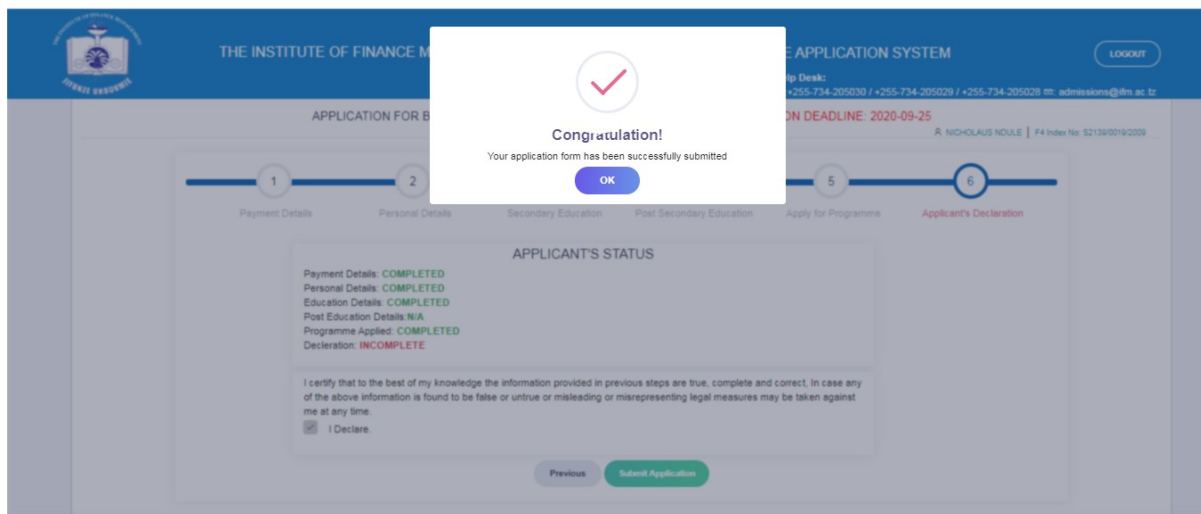 THE INSTITUTE OF FINANCE M
E APPLICATION SYSTEM
LOGOUT
lp Desk:
+255-734-205030 / +255-734-205029 / +255-734-205028 admissions@ifm.ac.tz
APPLICATION FOR B
ON DEADLINE: 2020-09-25
NICHOLAUS NDULE | F4 Index No: S2139/0019/2009
Congratulation!
Your application form has been successfully submitted
OK
1 2 5 6
Payment Details Personal Details Secondary Education Post Secondary Education Apply for Programme Applicant's Declaration
APPLICANT'S STATUS
Payment Details: COMPLETED
Personal Details: COMPLETED
Education Details: COMPLETED
Post Education Details:N/A
Programme Applied: COMPLETED
Decleration: INCOMPLETE
I certify that to the best of my knowledge the information provided in previous steps are true, complete and correct, In case any
of the above information is found to be false or untrue or misleading or misrepresenting legal measures may be taken against
me at any time.
I Declare.
Previous Submit Application